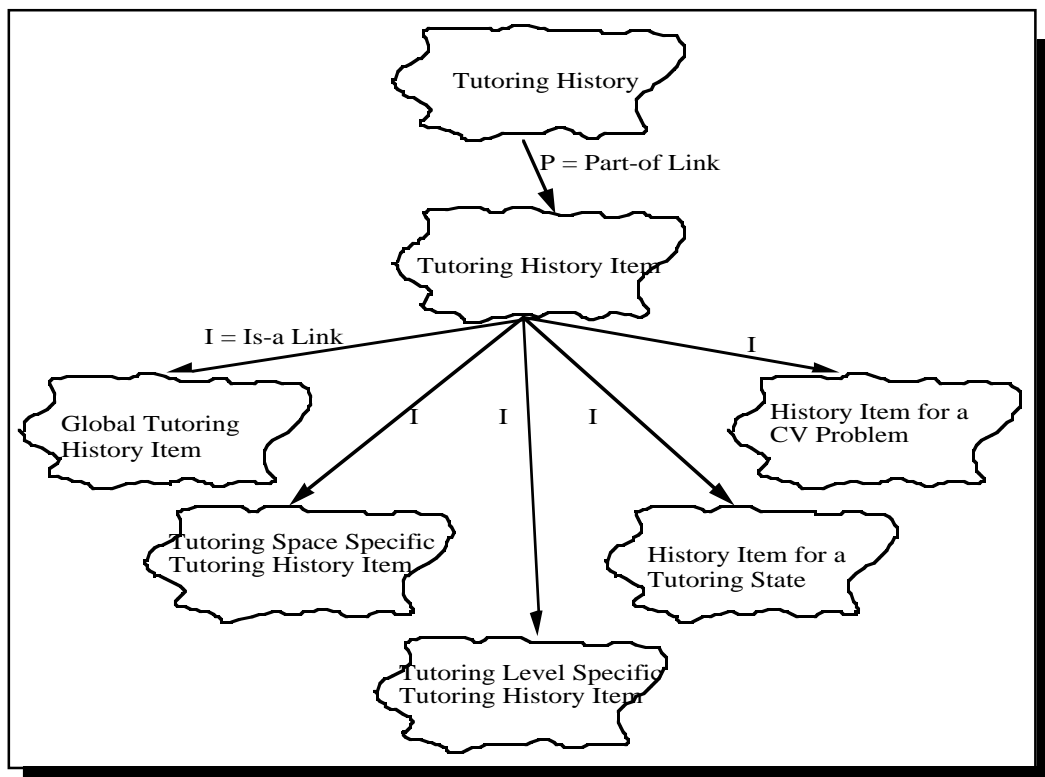 Tutoring History
P = Part-of Link
Tutoring History Item
I = Is-a Link
I
I
I
I
Global Tutoring
History Item
History Item for a
CV Problem
Tutoring Space Specific
Tutoring History Item
History Item for a
Tutoring State
Tutoring Level Specific
Tutoring History Item